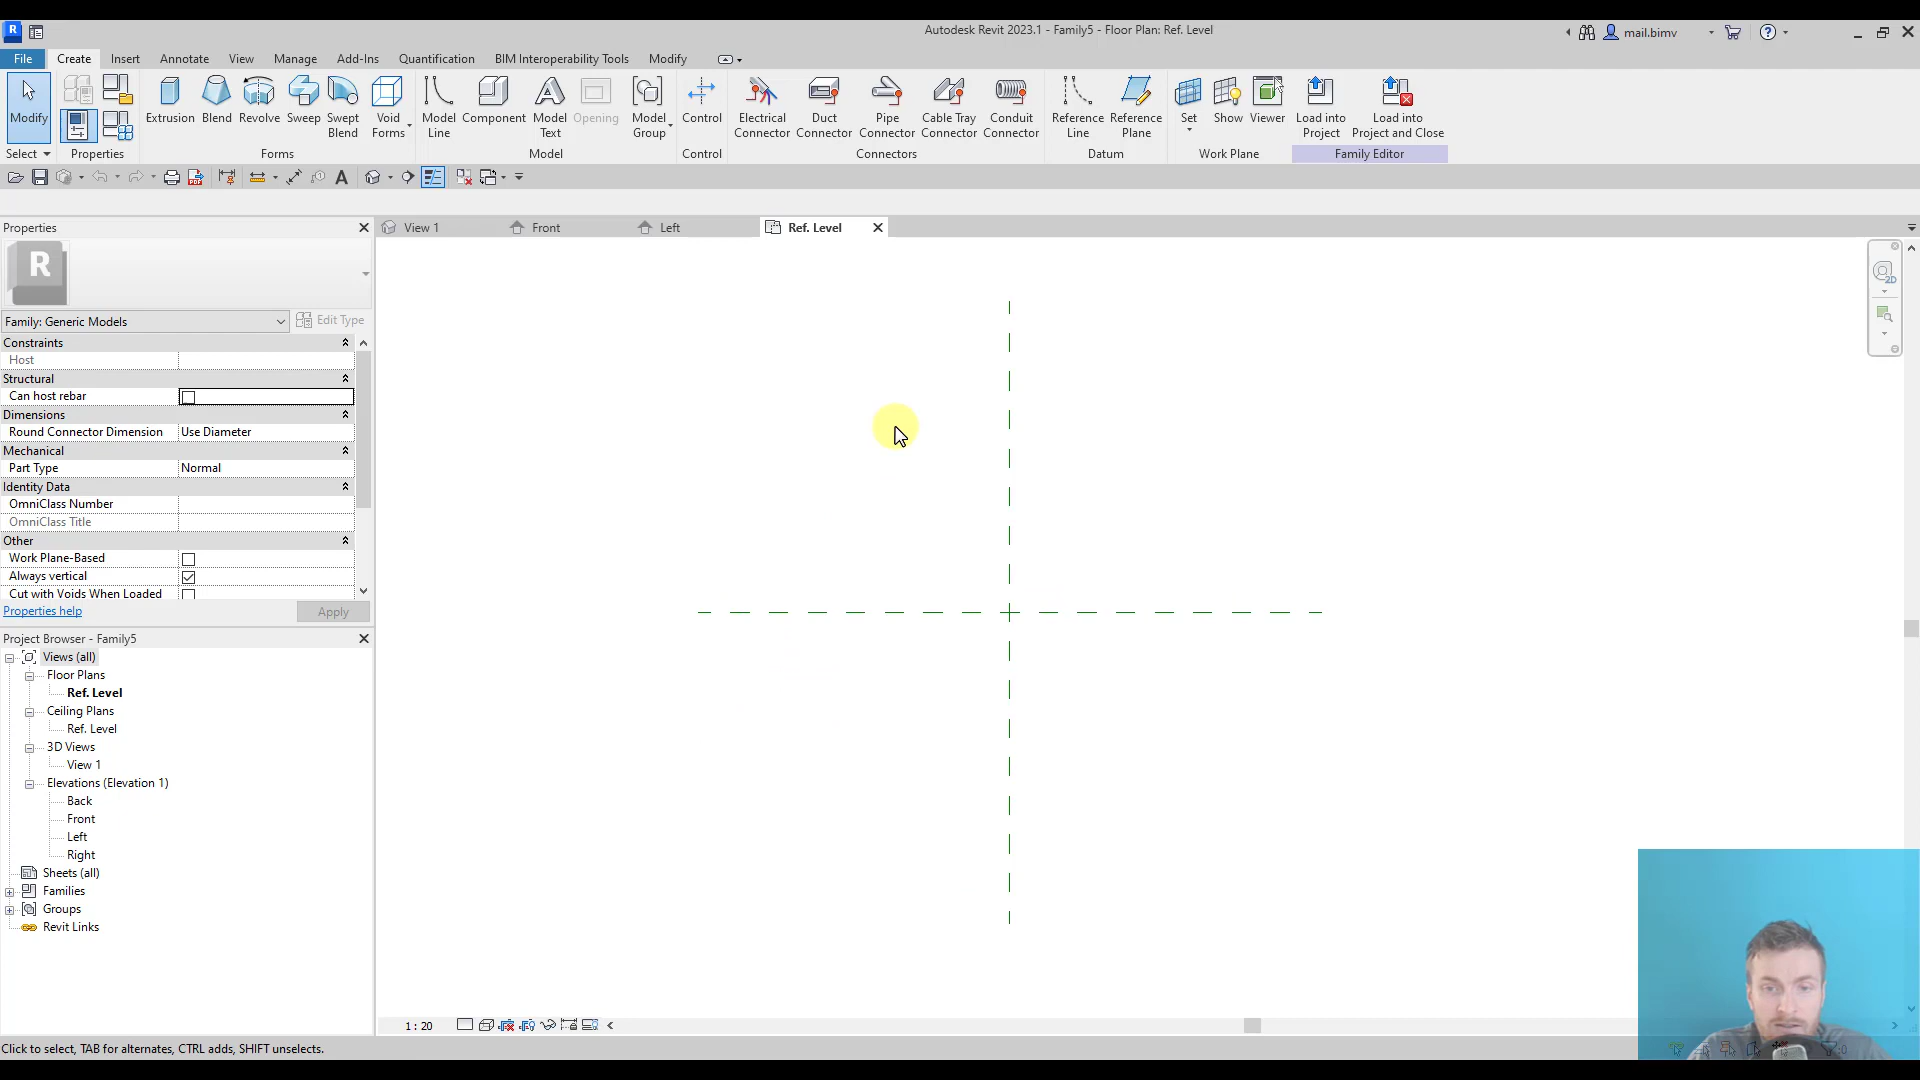 R
Autodesk Revit 2023.1 - Family5 - Floor Plan: Ref. Level
mail.bimv
File Create Insert Annotate View Manage Add-Ins Quantification BIM Interoperability Tools Modify
Modify
Extrusion Blend Revolve Sweep Swept Blend Void Forms
Model Line Component Model Text Opening Model Group
Control
Electrical Connector Duct Connector Pipe Connector Cable Tray Connector Conduit Connector
Reference Line Reference Plane
Set Show Viewer
Load into Project Load into Project and Close
Select Properties Forms Model Control Connectors Datum Work Plane Family Editor
A
Properties
View 1 Front Left Ref. Level
R
Family: Generic Models Edit Type
Constraints
Host
Structural
Can host rebar
Dimensions
Round Connector Dimension Use Diameter
Mechanical
Part Type Normal
Identity Data
OmniClass Number
OmniClass Title
Other
Work Plane-Based
Always vertical
Cut with Voids When Loaded
Properties help Apply
Project Browser - Family5
Views (all)
Floor Plans
Ref. Level
Ceiling Plans
Ref. Level
3D Views
View 1
Elevations (Elevation 1)
Back
Front
Left
Right
Sheets (all)
Families
Groups
Revit Links
2D
1 : 20
Click to select, TAB for alternates, CTRL adds, SHIFT unselects.
:0